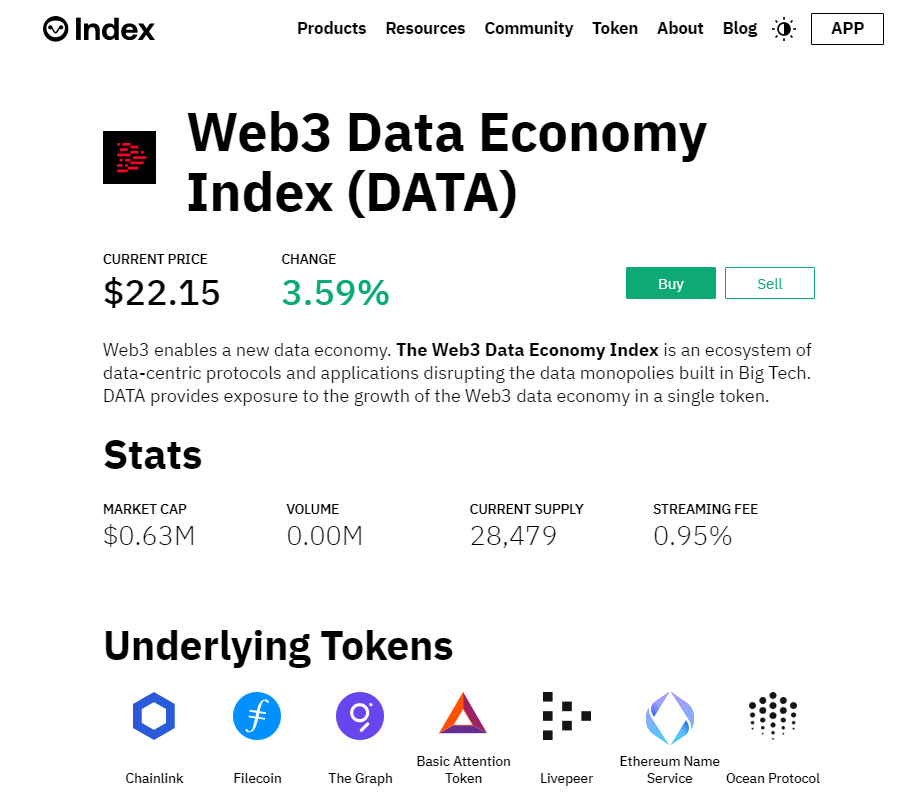 Index
Products Resources Community Token About Blog APP
Web3 Data Economy
Index (DATA)
CURRENT PRICE CHANGE
$22.15 3.59%
Buy Sell
Web3 enables a new data economy. The Web3 Data Economy Index is an ecosystem of
data-centric protocols and applications disrupting the data monopolies built in Big Tech.
DATA provides exposure to the growth of the Web3 data economy in a single token.
Stats
MARKET CAP VOLUME CURRENT SUPPLY STREAMING FEE
$0.63M 0.00M 28,479 0.95%
Underlying Tokens
Chainlink
Filecoin
The Graph
Basic Attention
Token
Livepeer
Ethereum Name
Service
Ocean Protocol